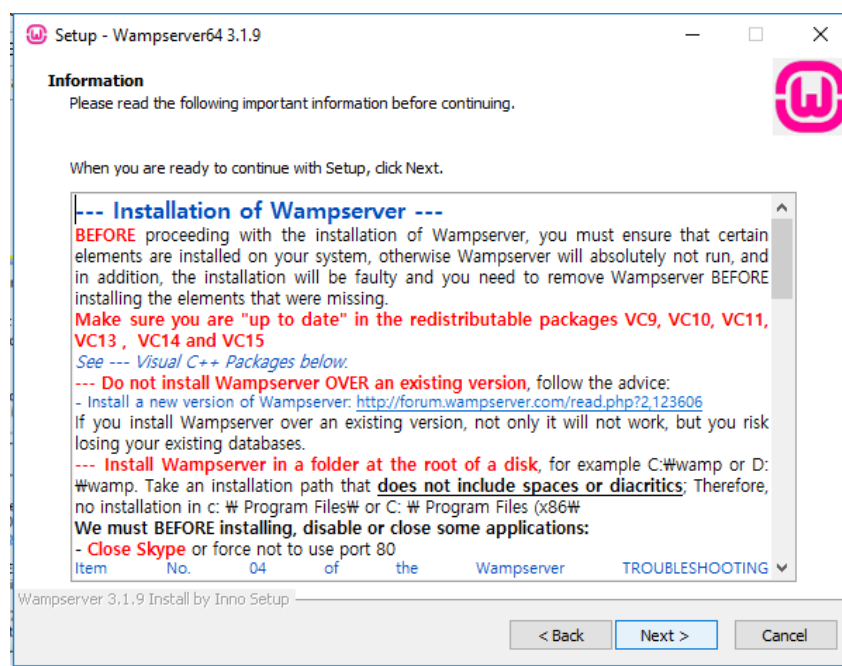 Setup - Wampserver64 3.1.9
Information
Please read the following important information before continuing.
When you are ready to continue with Setup, click Next.
--- Installation of Wampserver ---
BEFORE proceeding with the installation of Wampserver, you must ensure that certain
elements are installed on your system, otherwise Wampserver will absolutely not run, and
in addition, the installation will be faulty and you need to remove Wampserver BEFORE
installing the elements that were missing.
Make sure you are "up to date" in the redistributable packages VC9, VC10, VC11,
VC13 , VC14 and VC15
See --- Visual C++ Packages below.
--- Do not install Wampserver OVER an existing version, follow the advice:
- Install a new version of Wampserver: http://forum.wampserver.com/read.php?2,123606
If you install Wampserver over an existing version, not only it will not work, but you risk
losing your existing databases.
--- Install Wampserver in a folder at the root of a disk, for example C:₩wamp or D:
₩wamp. Take an installation path that does not include spaces or diacritics; Therefore,
no installation in c: ₩ Program Files₩ or C: ₩ Program Files (x86₩
We must BEFORE installing, disable or close some applications:
- Close Skype or force not to use port 80
Item No. 04 of the Wampserver TROUBLESHOOTING
Wampserver 3.1.9 Install by Inno Setup
< Back Next > Cancel